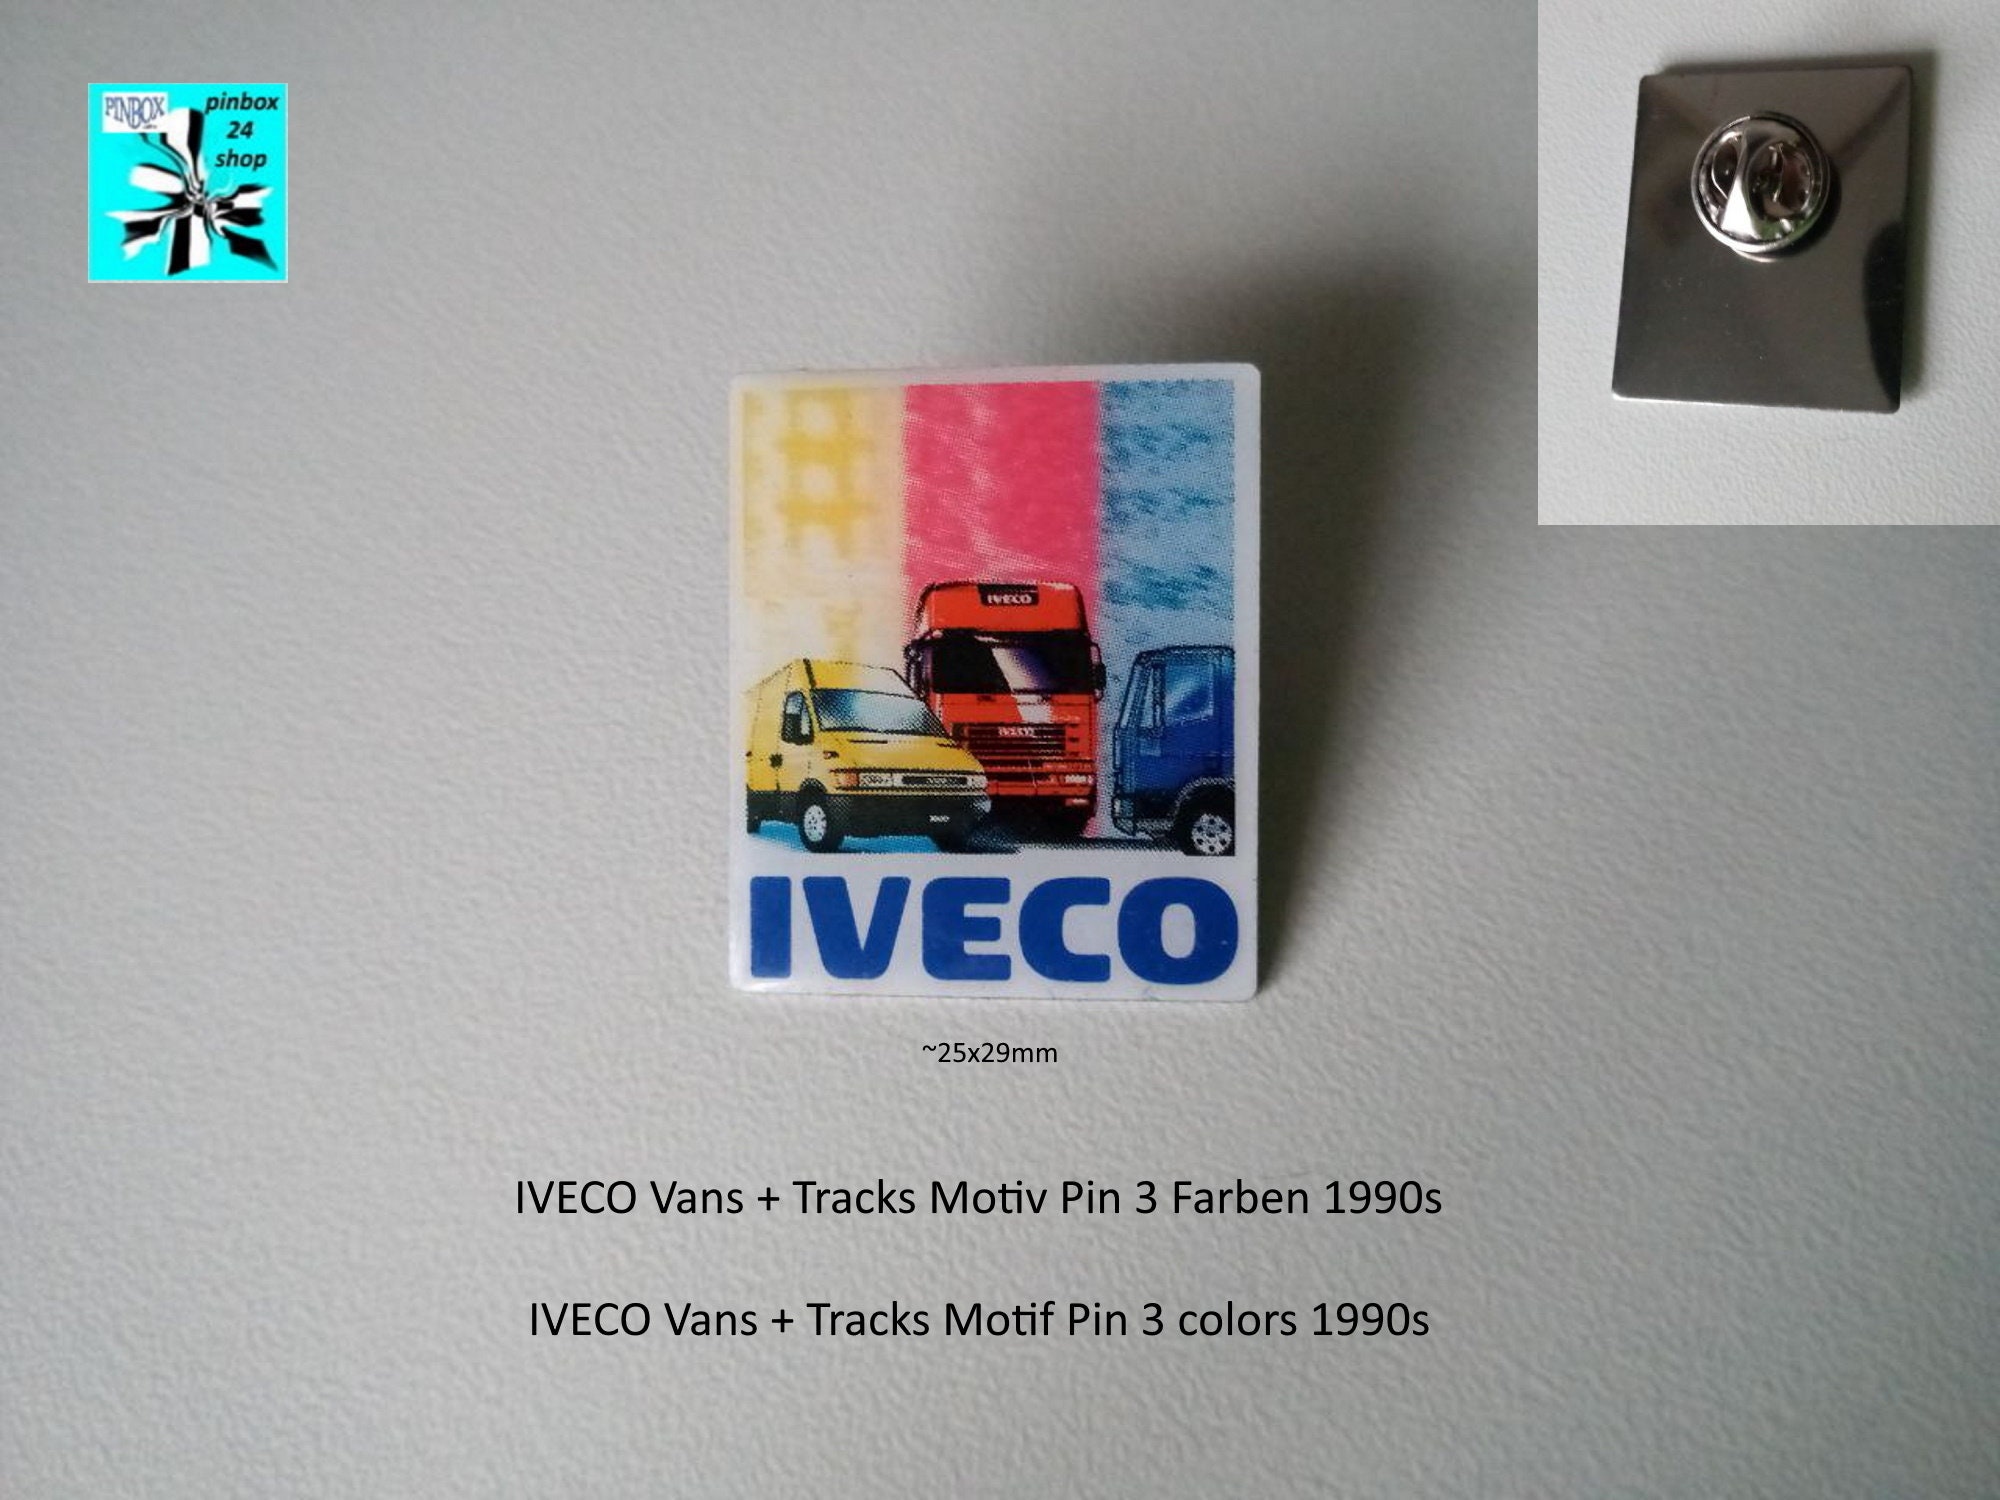 PINBOX
pinbox
24
shop
IVECO
IVECO
IVECO
~25x29mm
IVECO Vans + Tracks Motiv Pin 3 Farben 1990s
IVECO Vans + Tracks Motif Pin 3 colors 1990s